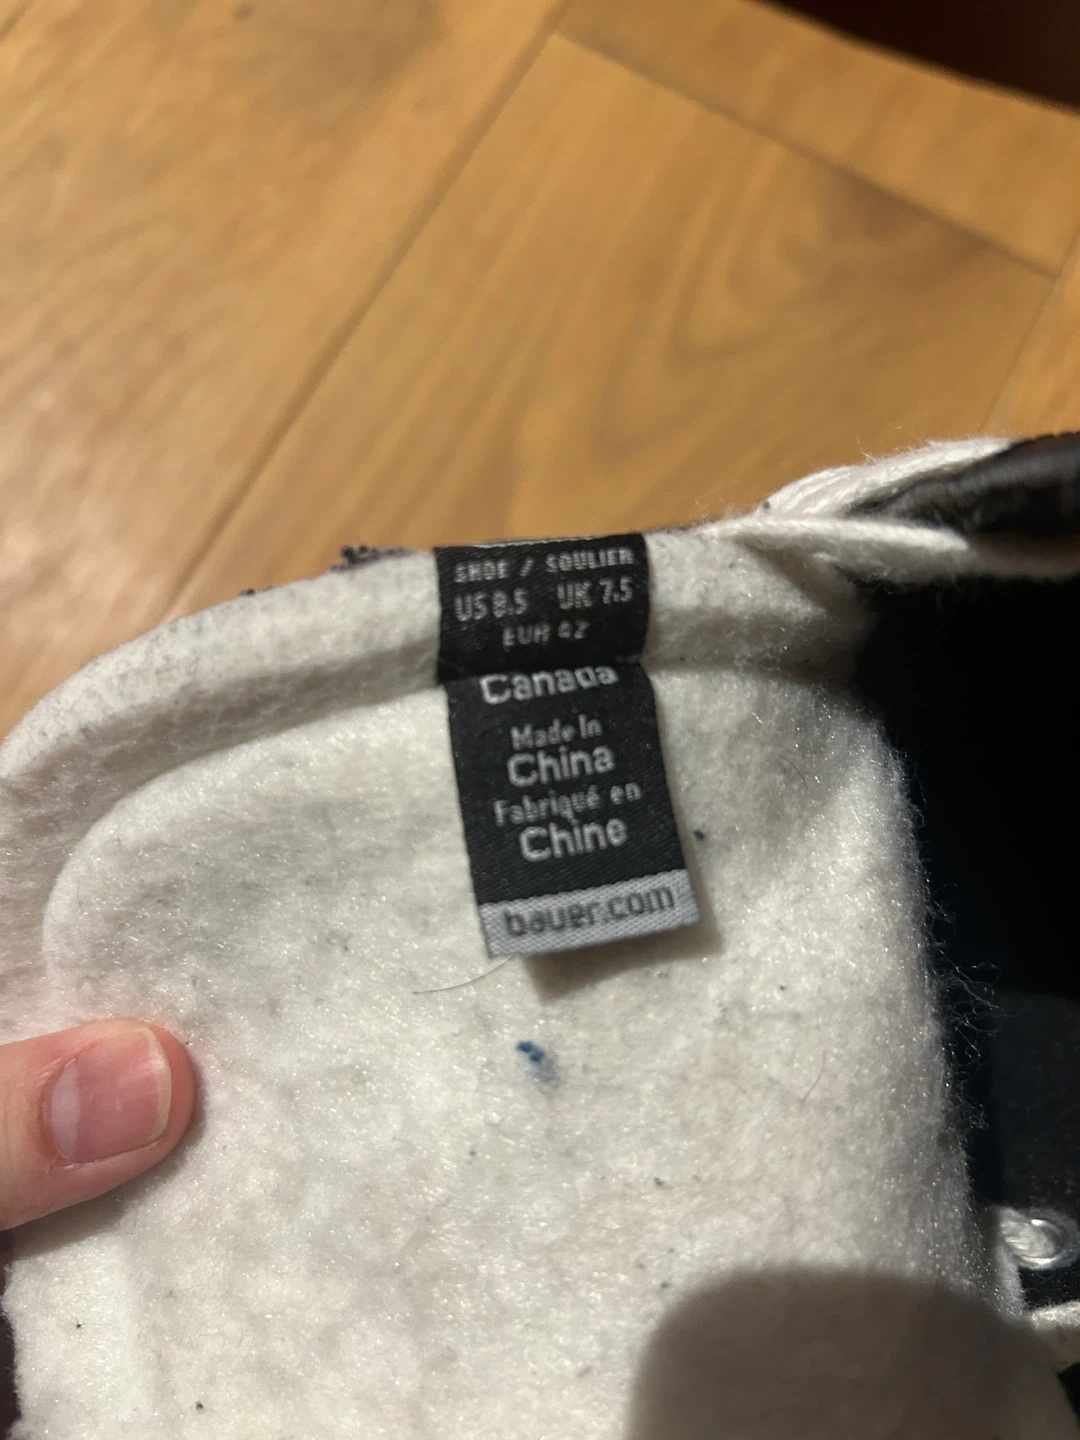 SHOE / SOULIER
US 8.5 UK 7.5
EUR 42
Canada
Made In
China
Fabriqué en
Chine
bauer.com